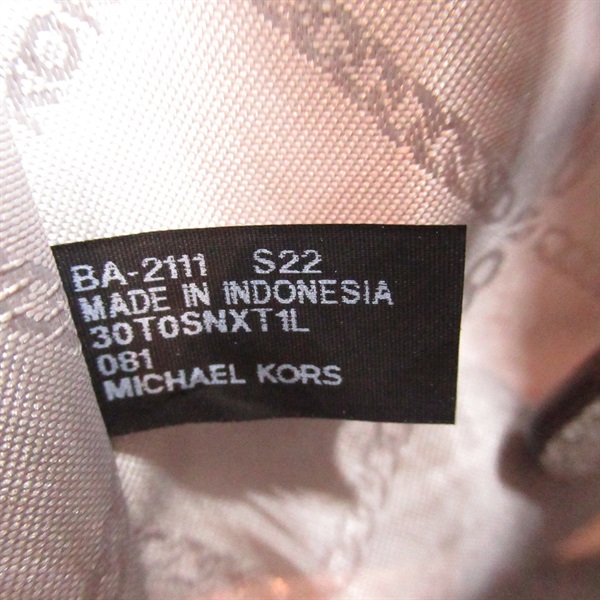 BA-2111 S22
MADE IN INDONESIA
30T0SNXT1L
081
MICHAEL KORS